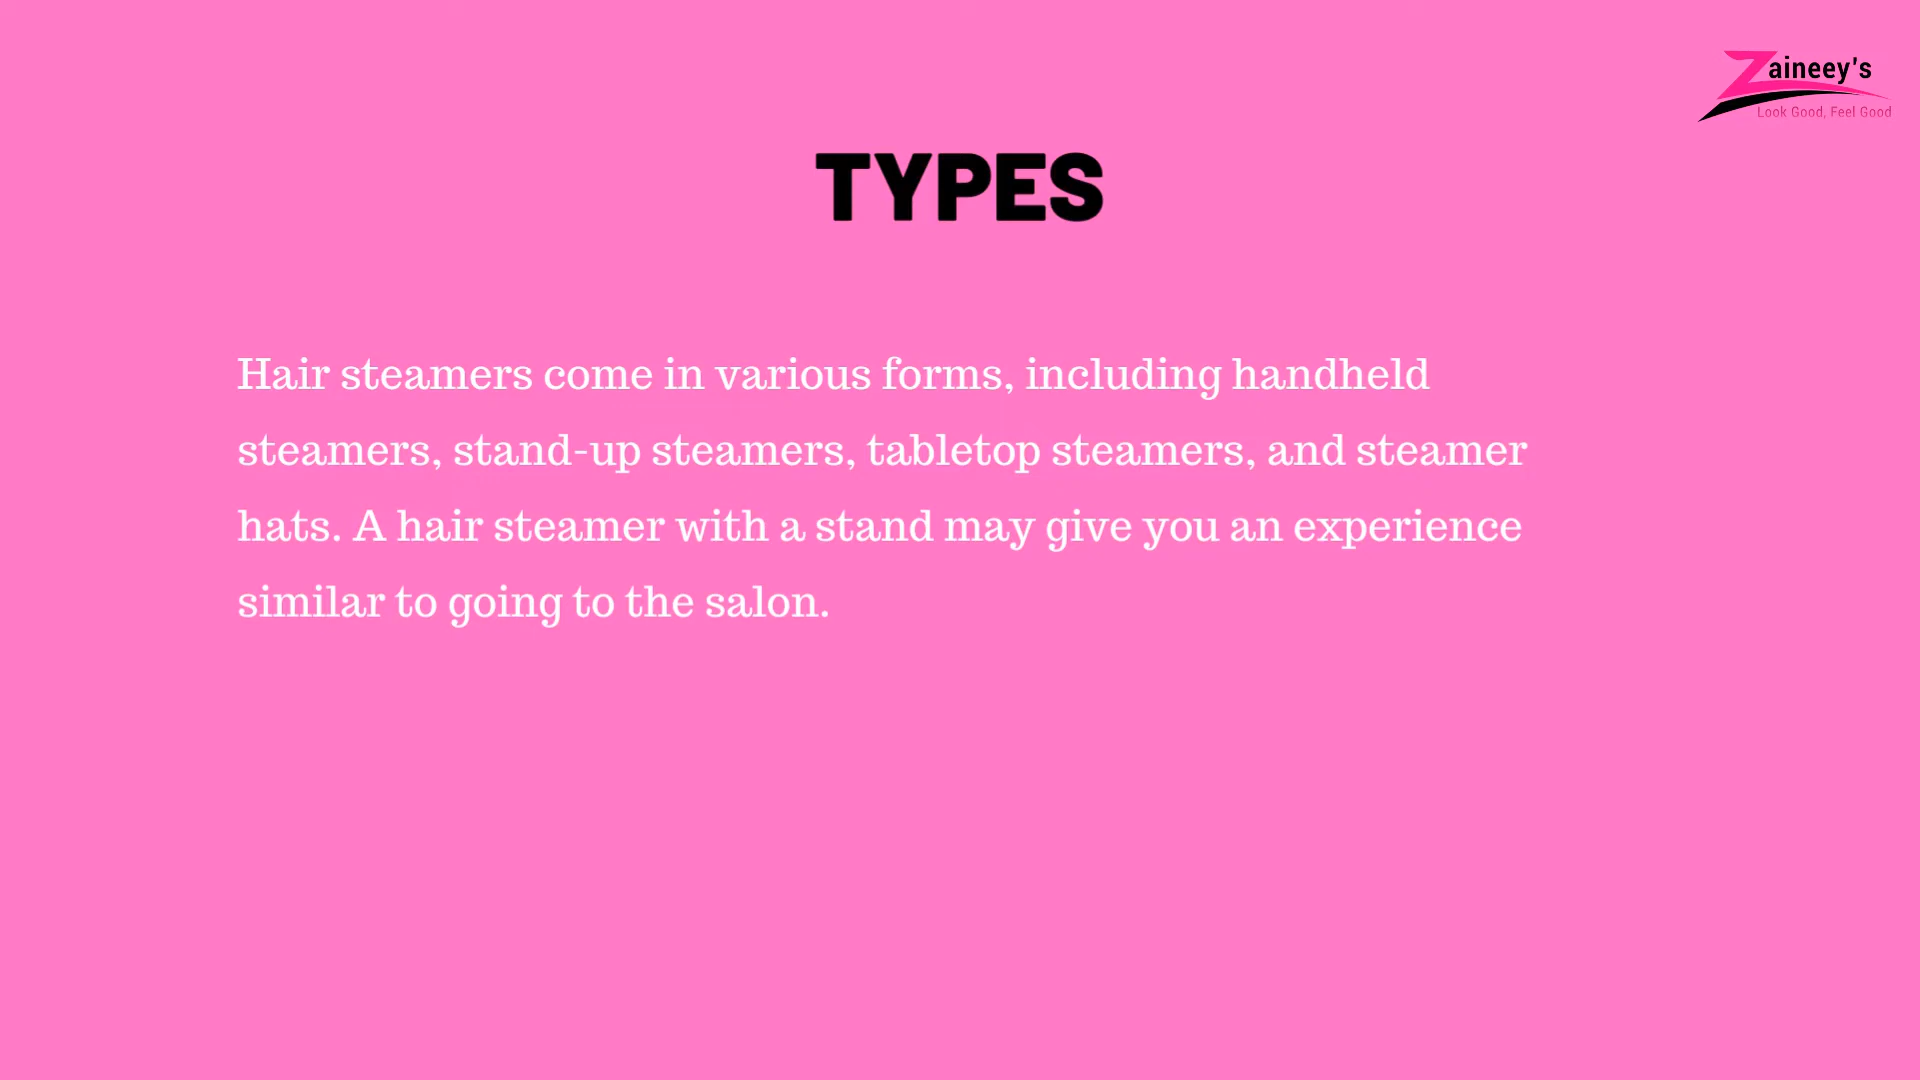 Zaineey's
Look Good, Feel Good
TYPES
Hair steamers come in various forms, including handheld
steamers, stand-up steamers, tabletop steamers, and steamer
hats. A hair steamer with a stand may give you an experience
similar to going to the salon.